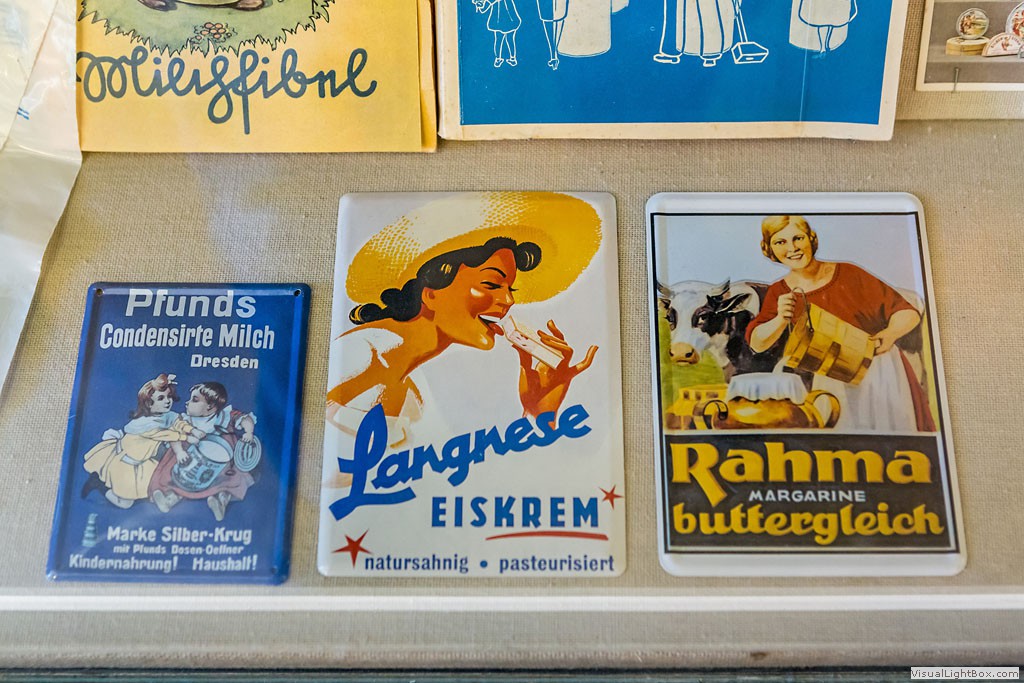 Milchfibel
Pfunds
Condensirte Milch
Dresden
Marke Silber-Krug
mit Pfunds Dosen-Oeffner
Kindernahrung! Haushalt!
Langnese
EISKREM
natursahnig • pasteurisiert
Rahma
MARGARINE
buttergleich
VisualLightBox.com